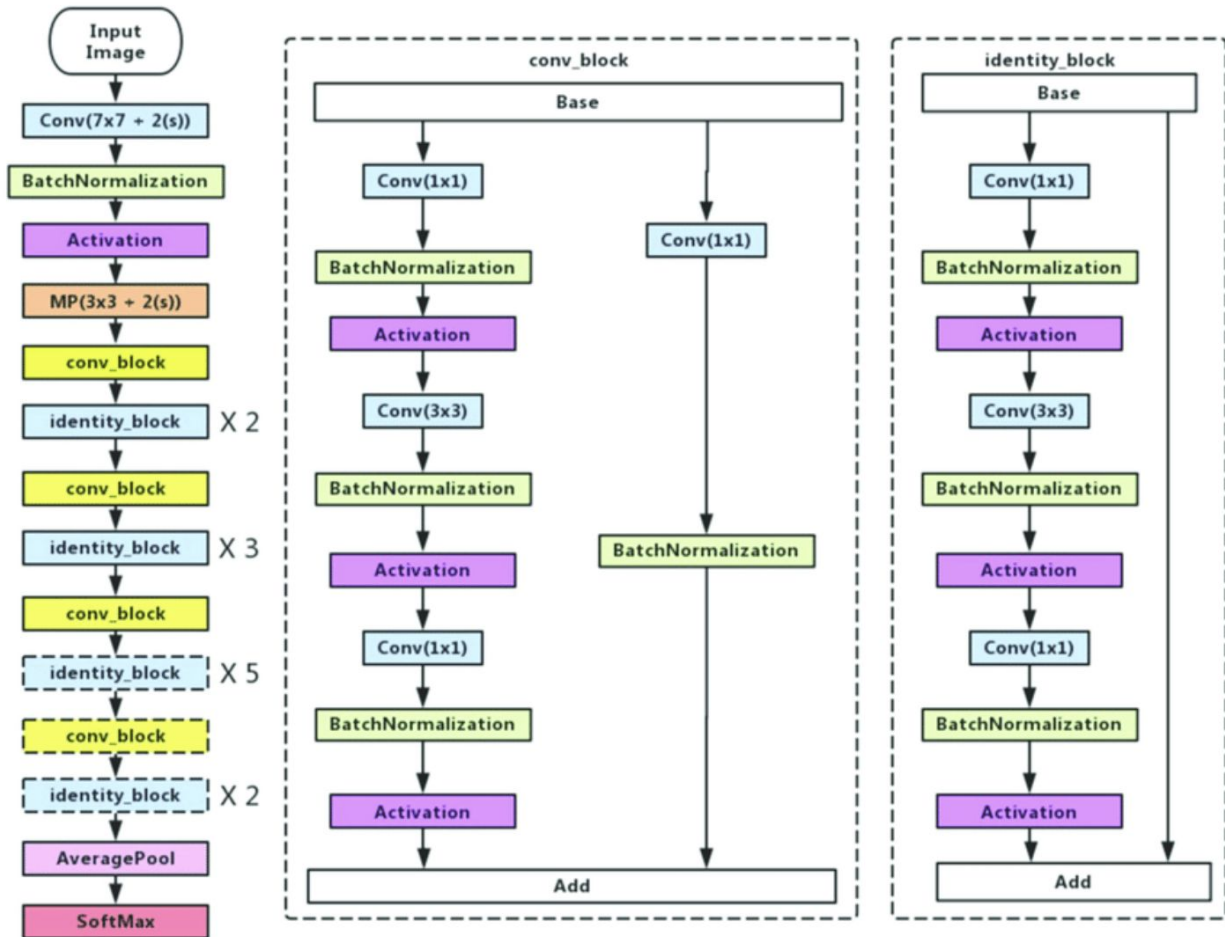 Input
Image
Conv(7x7 + 2(s))
BatchNormalization
Activation
MP(3x3 + 2(s))
conv_block
identity_block X 2
conv_block
identity_block X 3
conv_block
identity_block X 5
conv_block
identity_block X 2
AveragePool
SoftMax
conv_block
Base
Conv(1x1)
BatchNormalization
Activation
Conv(3x3)
BatchNormalization
Activation
Conv(1x1)
BatchNormalization
Activation
Conv(1x1)
BatchNormalization
Add
identity_block
Base
Conv(1x1)
BatchNormalization
Activation
Conv(3x3)
BatchNormalization
Activation
Conv(1x1)
BatchNormalization
Activation
Add